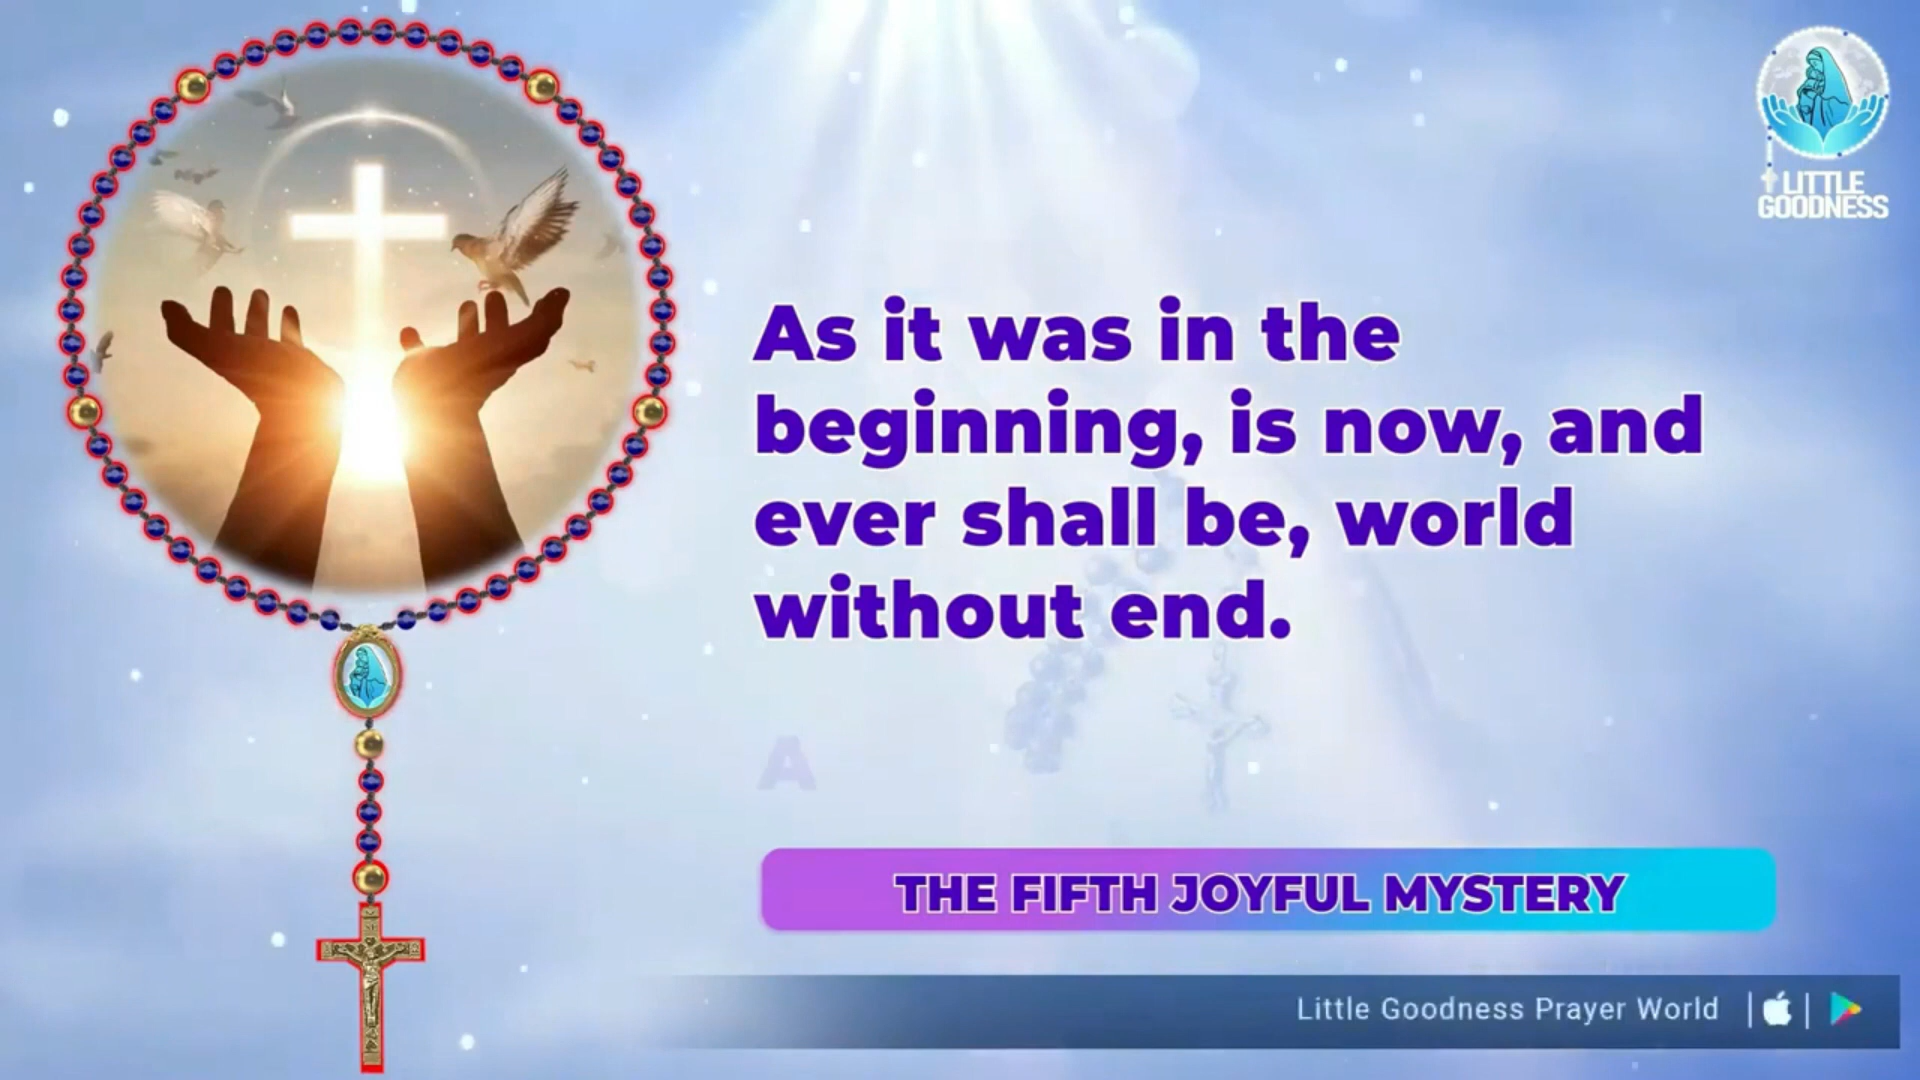 LITTLE
GOODNESS
As it was in the
beginning, is now, and
ever shall be, world
without end.
A
THE FIFTH JOYFUL MYSTERY
Little Goodness Prayer World